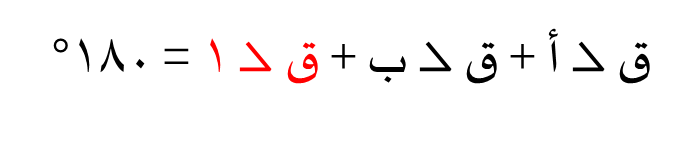 ق ∠ أ + ق ∠ ب + ق ∠ ١ = ١٨٠°